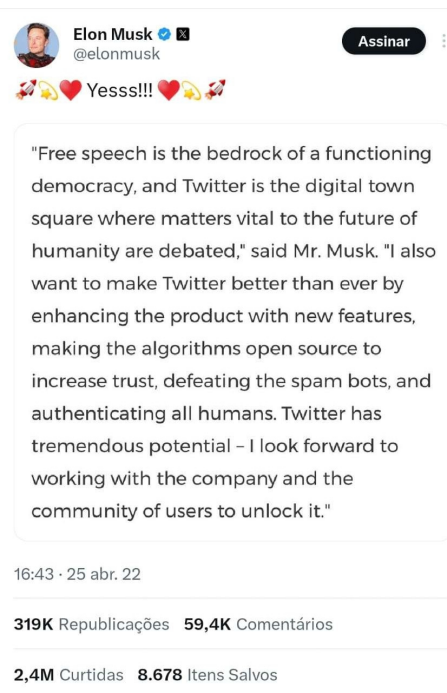 Elon Musk
@elonmusk
Assinar
🚀💫❤️ Yesss!!! ❤️💫🚀
"Free speech is the bedrock of a functioning
democracy, and Twitter is the digital town
square where matters vital to the future of
humanity are debated," said Mr. Musk. "I also
want to make Twitter better than ever by
enhancing the product with new features,
making the algorithms open source to
increase trust, defeating the spam bots, and
authenticating all humans. Twitter has
tremendous potential – I look forward to
working with the company and the
community of users to unlock it."
16:43 · 25 abr. 22
319K Republicações 59,4K Comentários
2,4M Curtidas 8.678 Itens Salvos